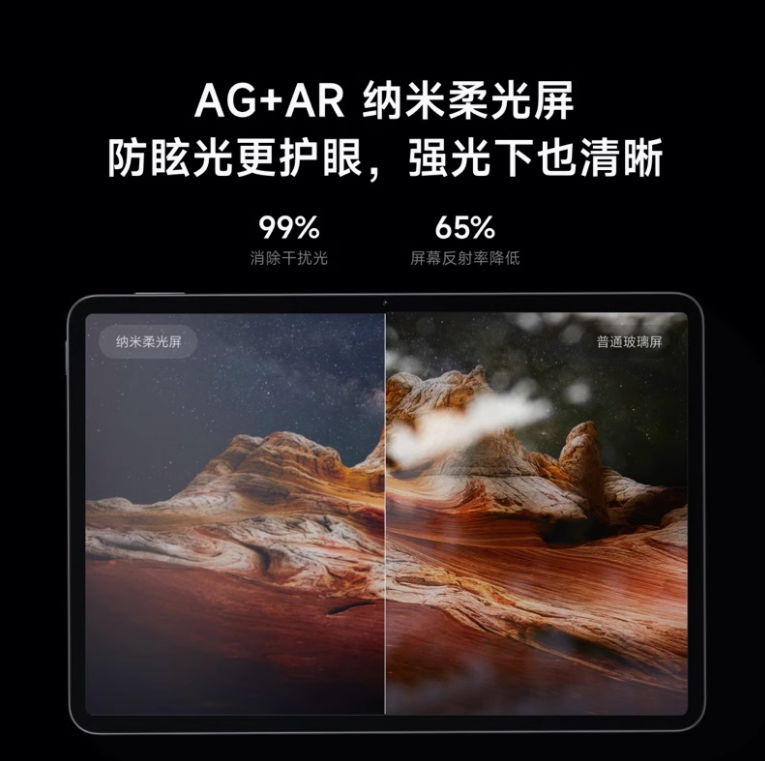 AG+AR 纳米柔光屏
防眩光更护眼，强光下也清晰
99% 65%
消除干扰光 屏幕反射率降低
纳米柔光屏 普通玻璃屏